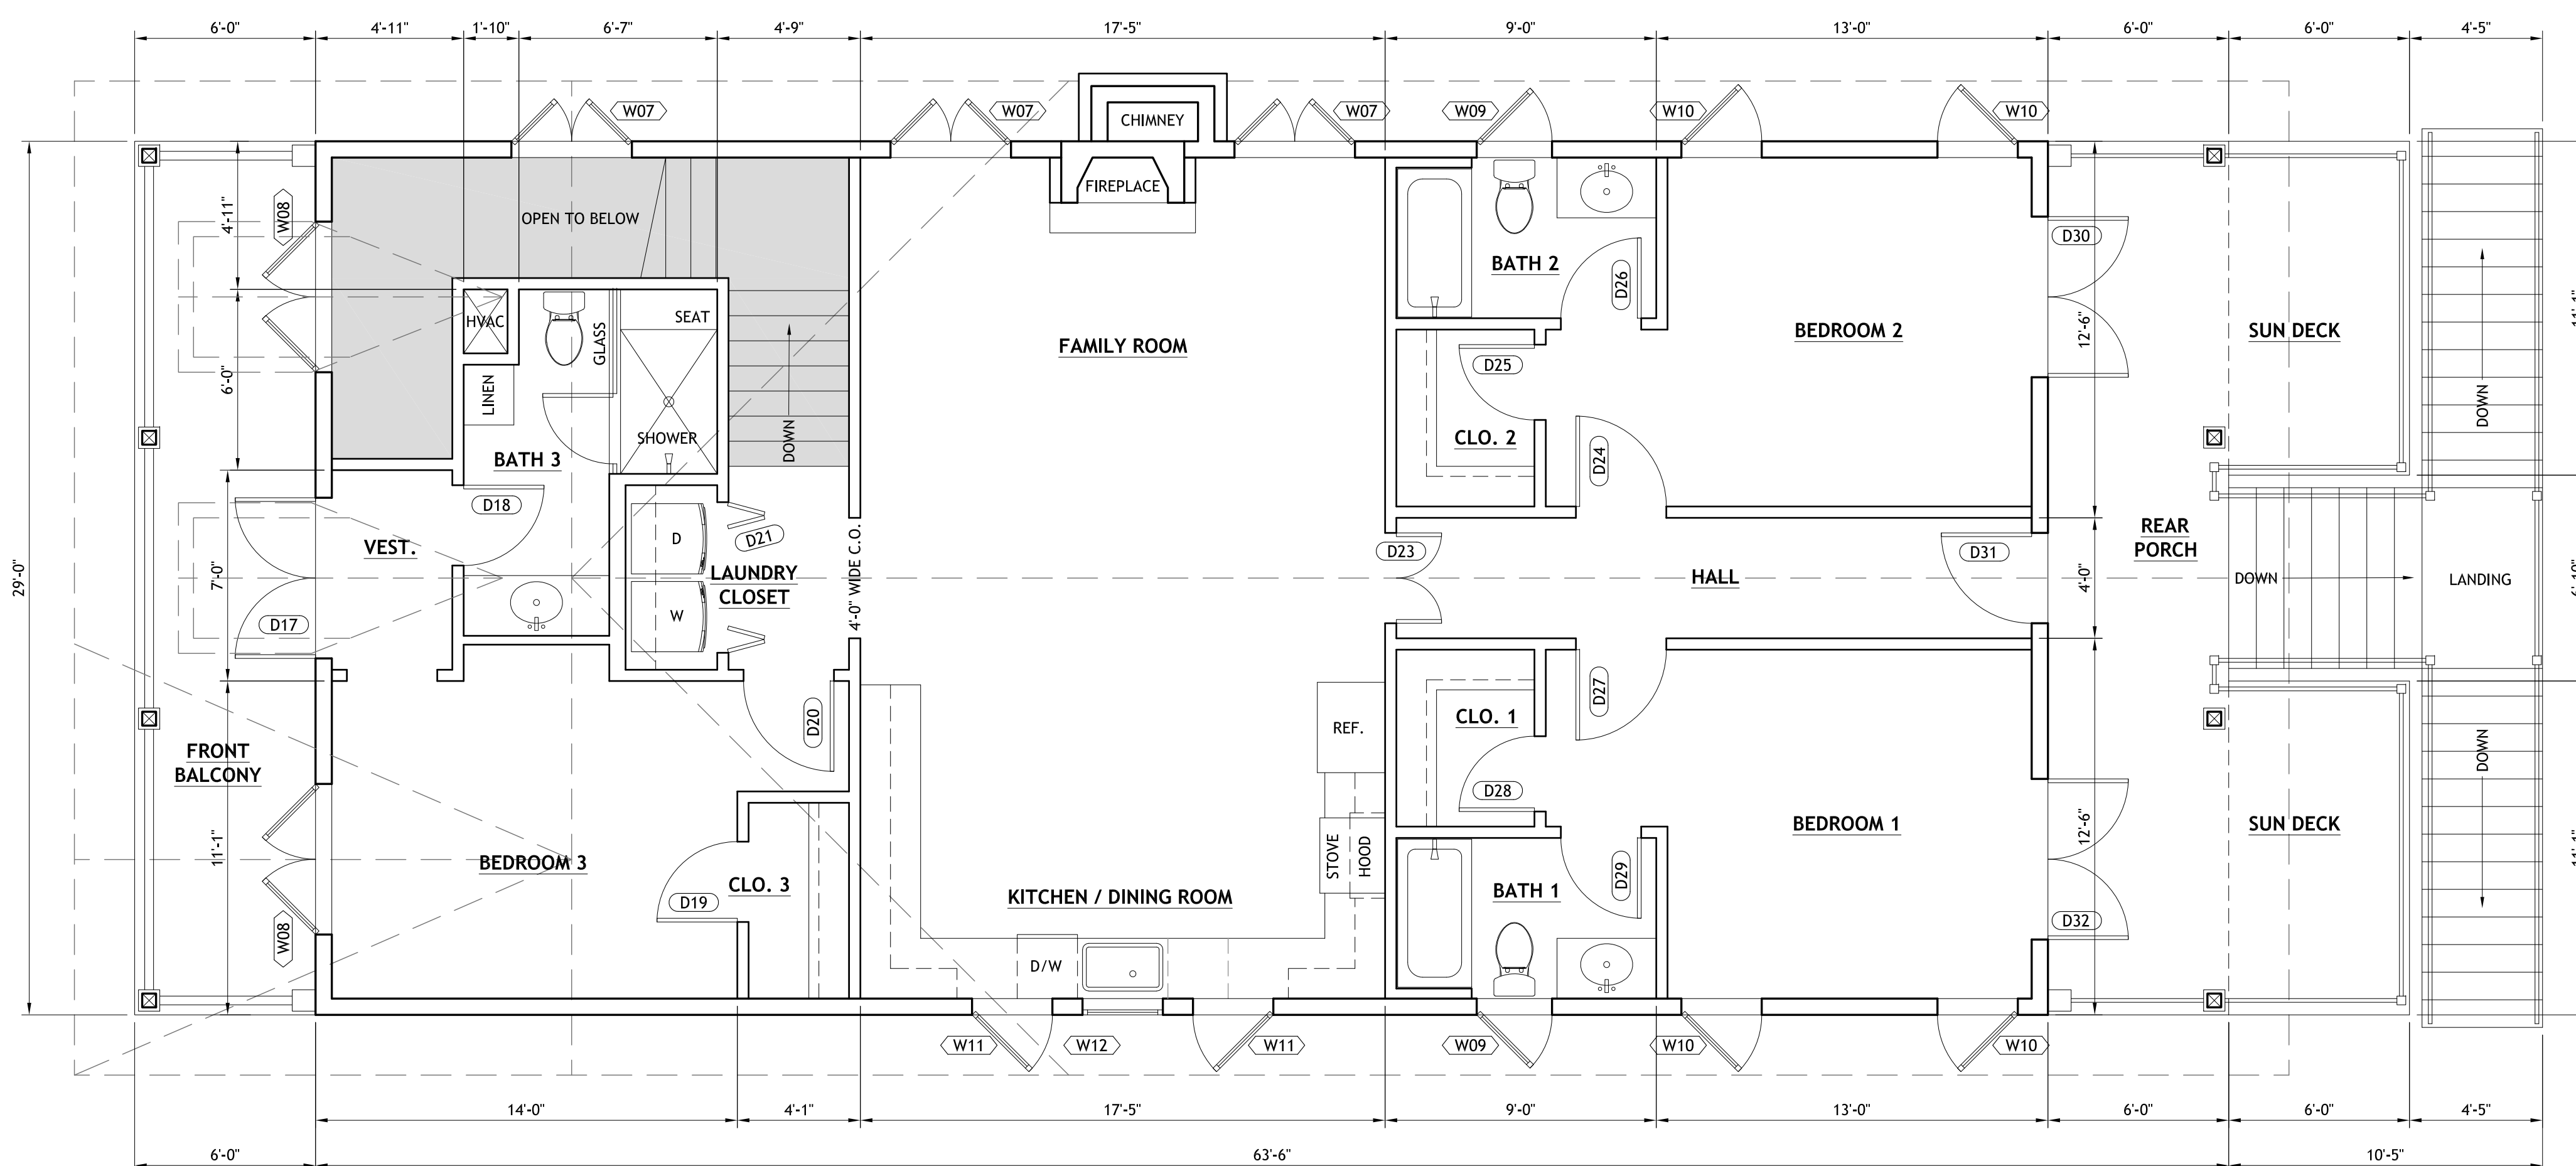 6'-0" 4'-11" 1'-10" 6'-7" 4'-9" 17'-5" 9'-0" 13'-0" 6'-0" 6'-0" 4'-5"
W07 W07 CHIMNEY W07 W09 W10 W10
FIREPLACE
W08 4'-11" OPEN TO BELOW
D30
BATH 2 D26
HVAC SEAT
GLASS
FAMILY ROOM BEDROOM 2 12'-6" SUN DECK
D25
6'-0" LINEN
DOWN
SHOWER DOWN
CLO. 2 D24
BATH 3
D18
D21 D
VEST. D23 D31 REAR
PORCH
4'-0" WIDE C.O.
29'-0" 7'-0" LAUNDRY
CLOSET
HALL 4'-0" DOWN LANDING
W
D17
D27
CLO. 1
D20 REF.
FRONT
BALCONY
DOWN
D28
11'-1" STOVE HOOD
BEDROOM 1 12'-6" SUN DECK
BEDROOM 3 CLO. 3
D19
KITCHEN / DINING ROOM BATH 1 D29
W08 D32
D/W
W11 W12 W11 W09 W10 W10
14'-0" 4'-1" 17'-5" 9'-0" 13'-0" 6'-0" 6'-0" 4'-5"
6'-0" 63'-6" 10'-5"